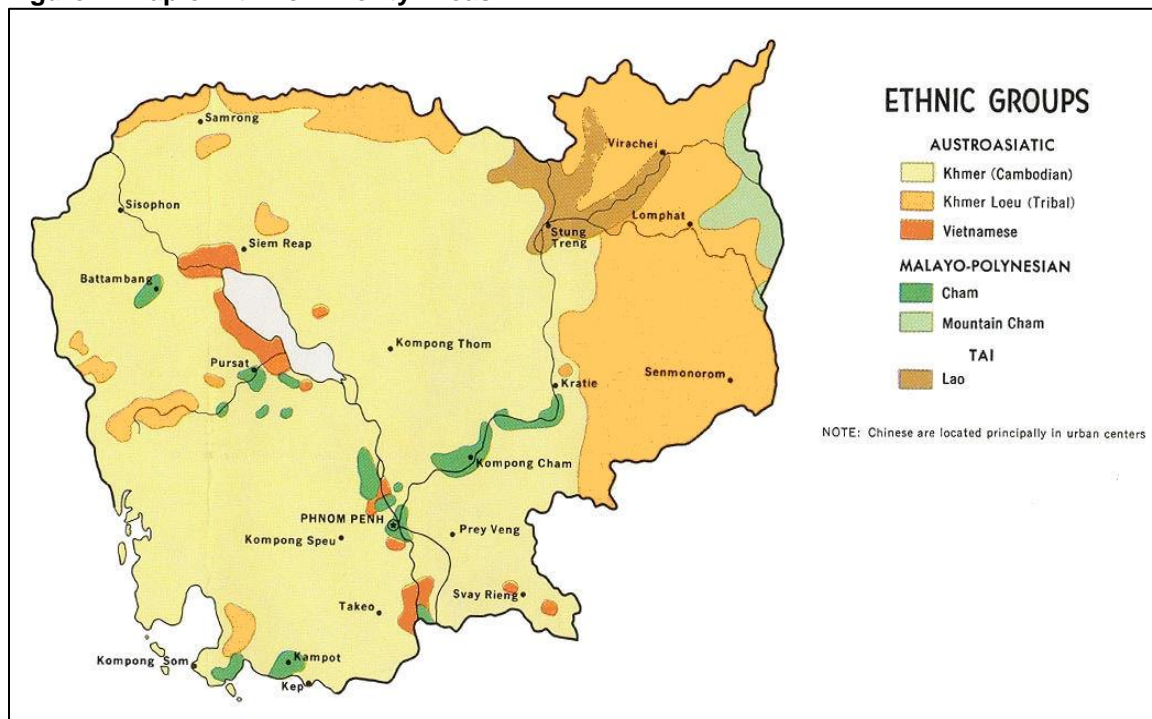 ETHNIC GROUPS
AUSTROASIATIC
Khmer (Cambodian)
Khmer Loeu (Tribal)
Vietnamese
MALAYO-POLYNESIAN
Cham
Mountain Cham
TAI
Lao
NOTE: Chinese are located principally in urban centers
Samrong
Virachei
Sisophon
Lomphat
Stung
Treng
Siem Reap
Battambang
Kompong Thom
Pursat
Kratie
Senmonorom
Kompong Cham
PHNOM PENH
Prey Veng
Kompong Speu
Svay Rieng
Takeo
Kompong Som
Kampot
Kep